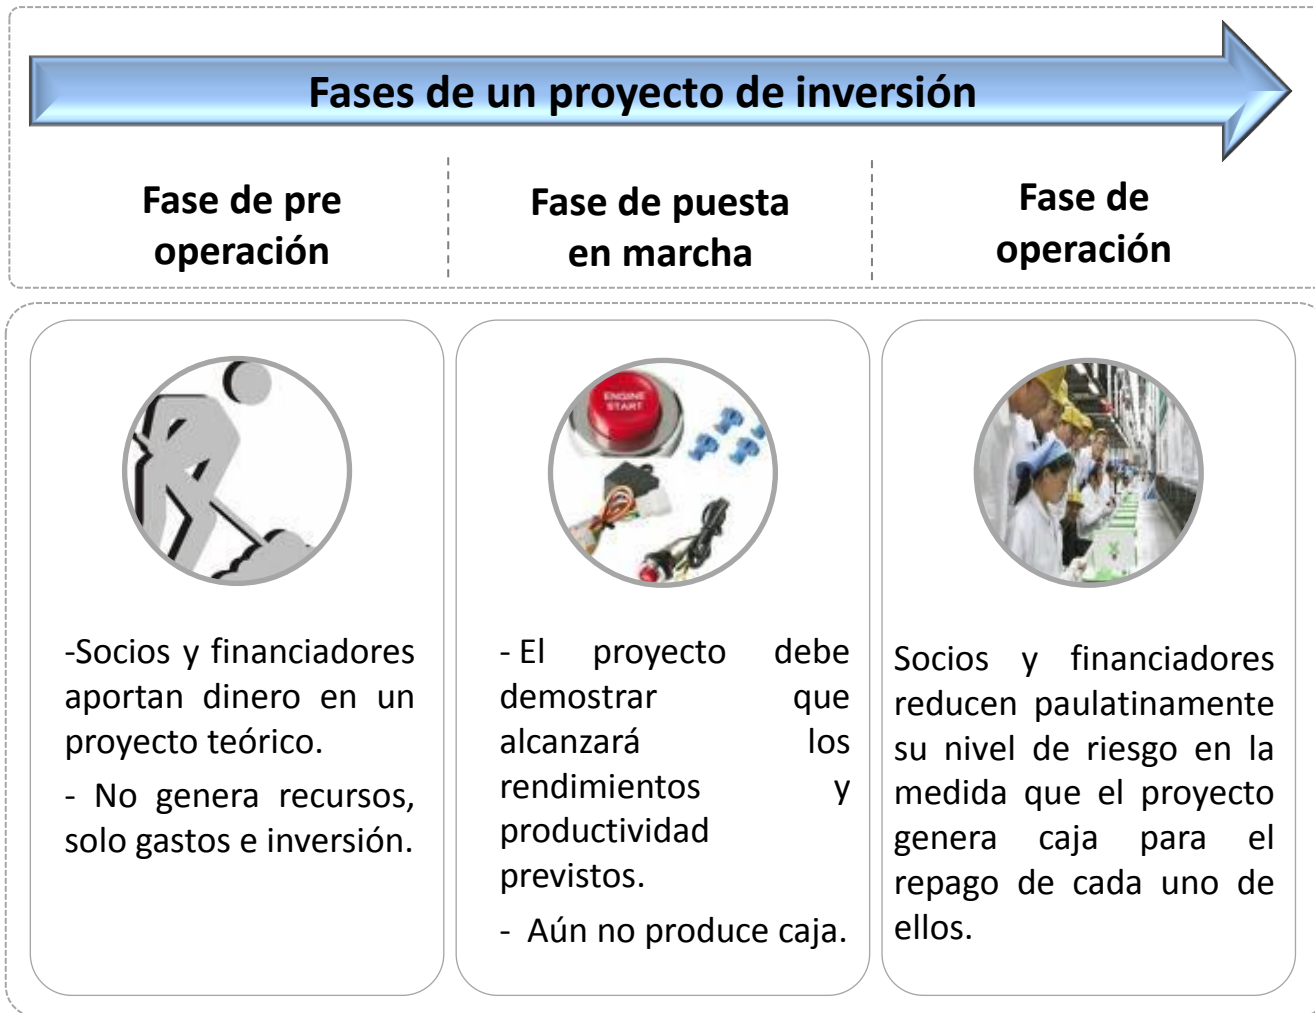 Fases de un proyecto de inversión
Fase de pre
operación
Fase de puesta
en marcha
Fase de
operación
ENGINE
START
-Socios y financiadores
aportan dinero en un
proyecto teórico.
- No genera recursos,
solo gastos e inversión.
- El proyecto debe
demostrar que
alcanzará los
rendimientos y
productividad
previstos.
- Aún no produce caja.
Socios y financiadores
reducen paulatinamente
su nivel de riesgo en la
medida que el proyecto
genera caja para el
repago de cada uno de
ellos.